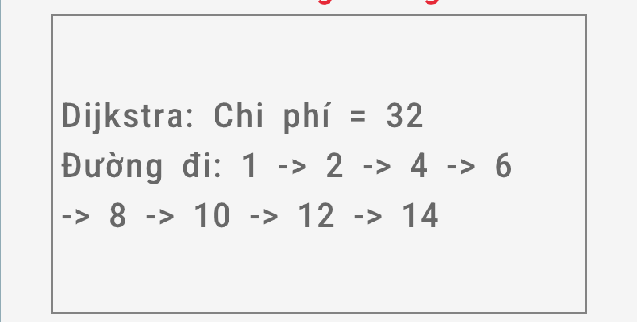 Dijkstra: Chi phí = 32
Đường đi: 1 -> 2 -> 4 -> 6
-> 8 -> 10 -> 12 -> 14